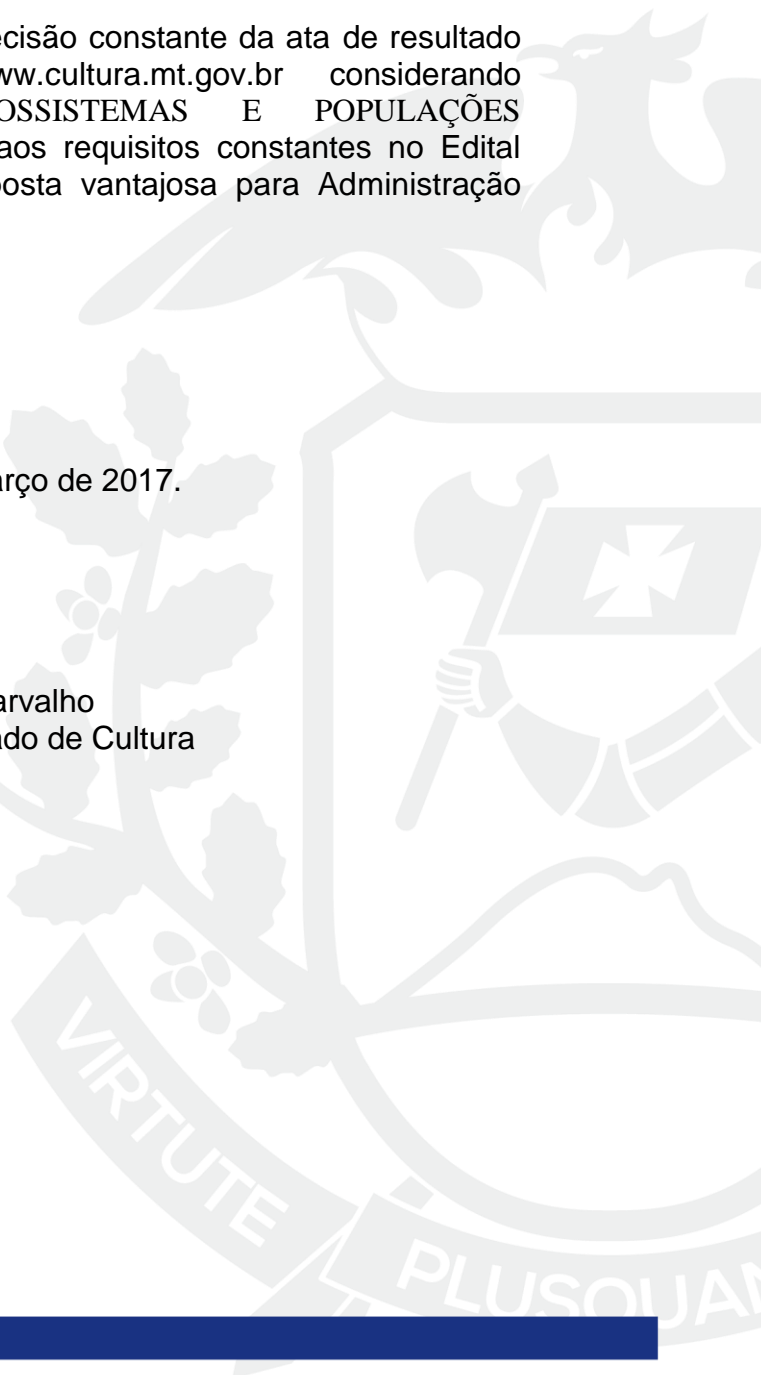 ecisão constante da ata de resultado
ww.cultura.mt.gov.br considerando
OSSISTEMAS E POPULAÇÕES
aos requisitos constantes no Edital
posta vantajosa para Administração
arço de 2017.
arvalho
ado de Cultura
VIRTUTE PLUSQUAM